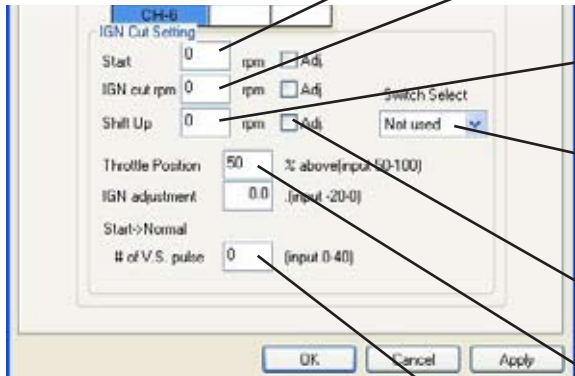 CH-6
IGN Cut Setting
Start 0 rpm Adj.
IGN cut rpm 0 rpm Adj.
Switch Select
Shift Up 0 rpm Adj. Not used
Throttle Position 50 % above(input 50-100)
IGN adjustment 0.0 .(input -20-0)
Start->Normal
# of V.S. pulse 0 (input 0-40)
OK Cancel Apply